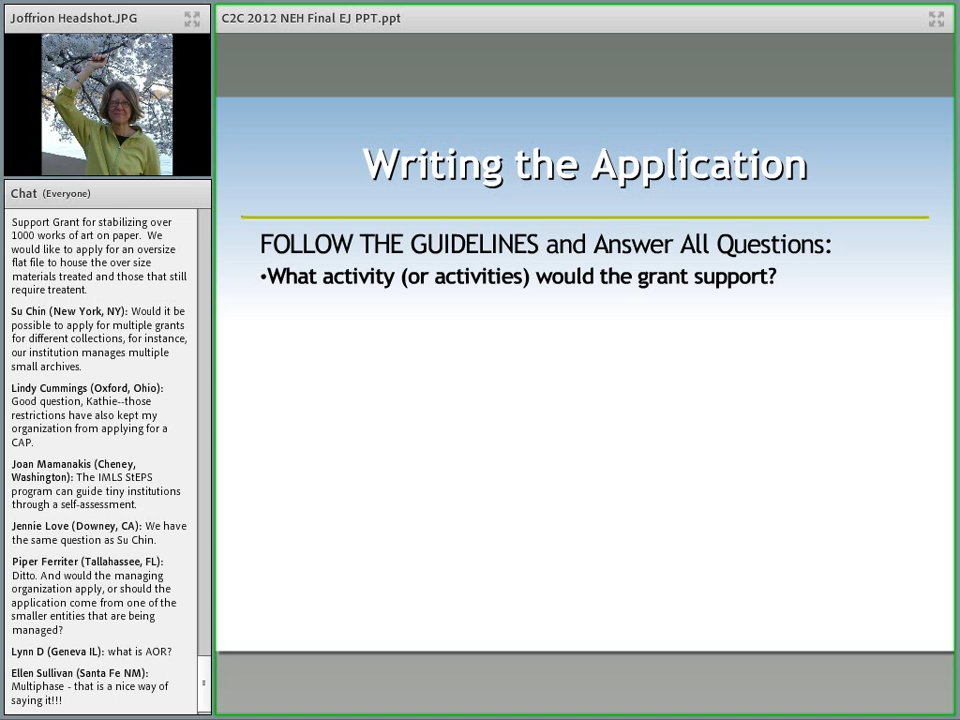 Joffrion Headshot.JPG
C2C 2012 NEH Final EJ PPT.ppt
Chat (Everyone)
Support Grant for stabilizing over
1000 works of art on paper. We
would like to apply for an oversize
flat file to house the over size
materials treated and those that still
require treatent.
Su Chin (New York, NY): Would it be
possible to apply for multiple grants
for different collections, for instance,
our institution manages multiple
small archives.
Lindy Cummings (Oxford, Ohio):
Good question, Kathie--those
restrictions have also kept my
organization from applying for a
CAP.
Joan Mamanakis (Cheney,
Washington): The IMLS StEPS
program can guide tiny institutions
through a self-assessment.
Jennie Love (Downey, CA): We have
the same question as Su Chin.
Piper Ferriter (Tallahassee, FL):
Ditto. And would the managing
organization apply, or should the
application come from one of the
smaller entities that are being
managed?
Lynn D (Geneva IL): what is AOR?
Ellen Sullivan (Santa Fe NM):
Multiphase - that is a nice way of
saying it!!!
Writing the Application
FOLLOW THE GUIDELINES and Answer All Questions:
•What activity (or activities) would the grant support?